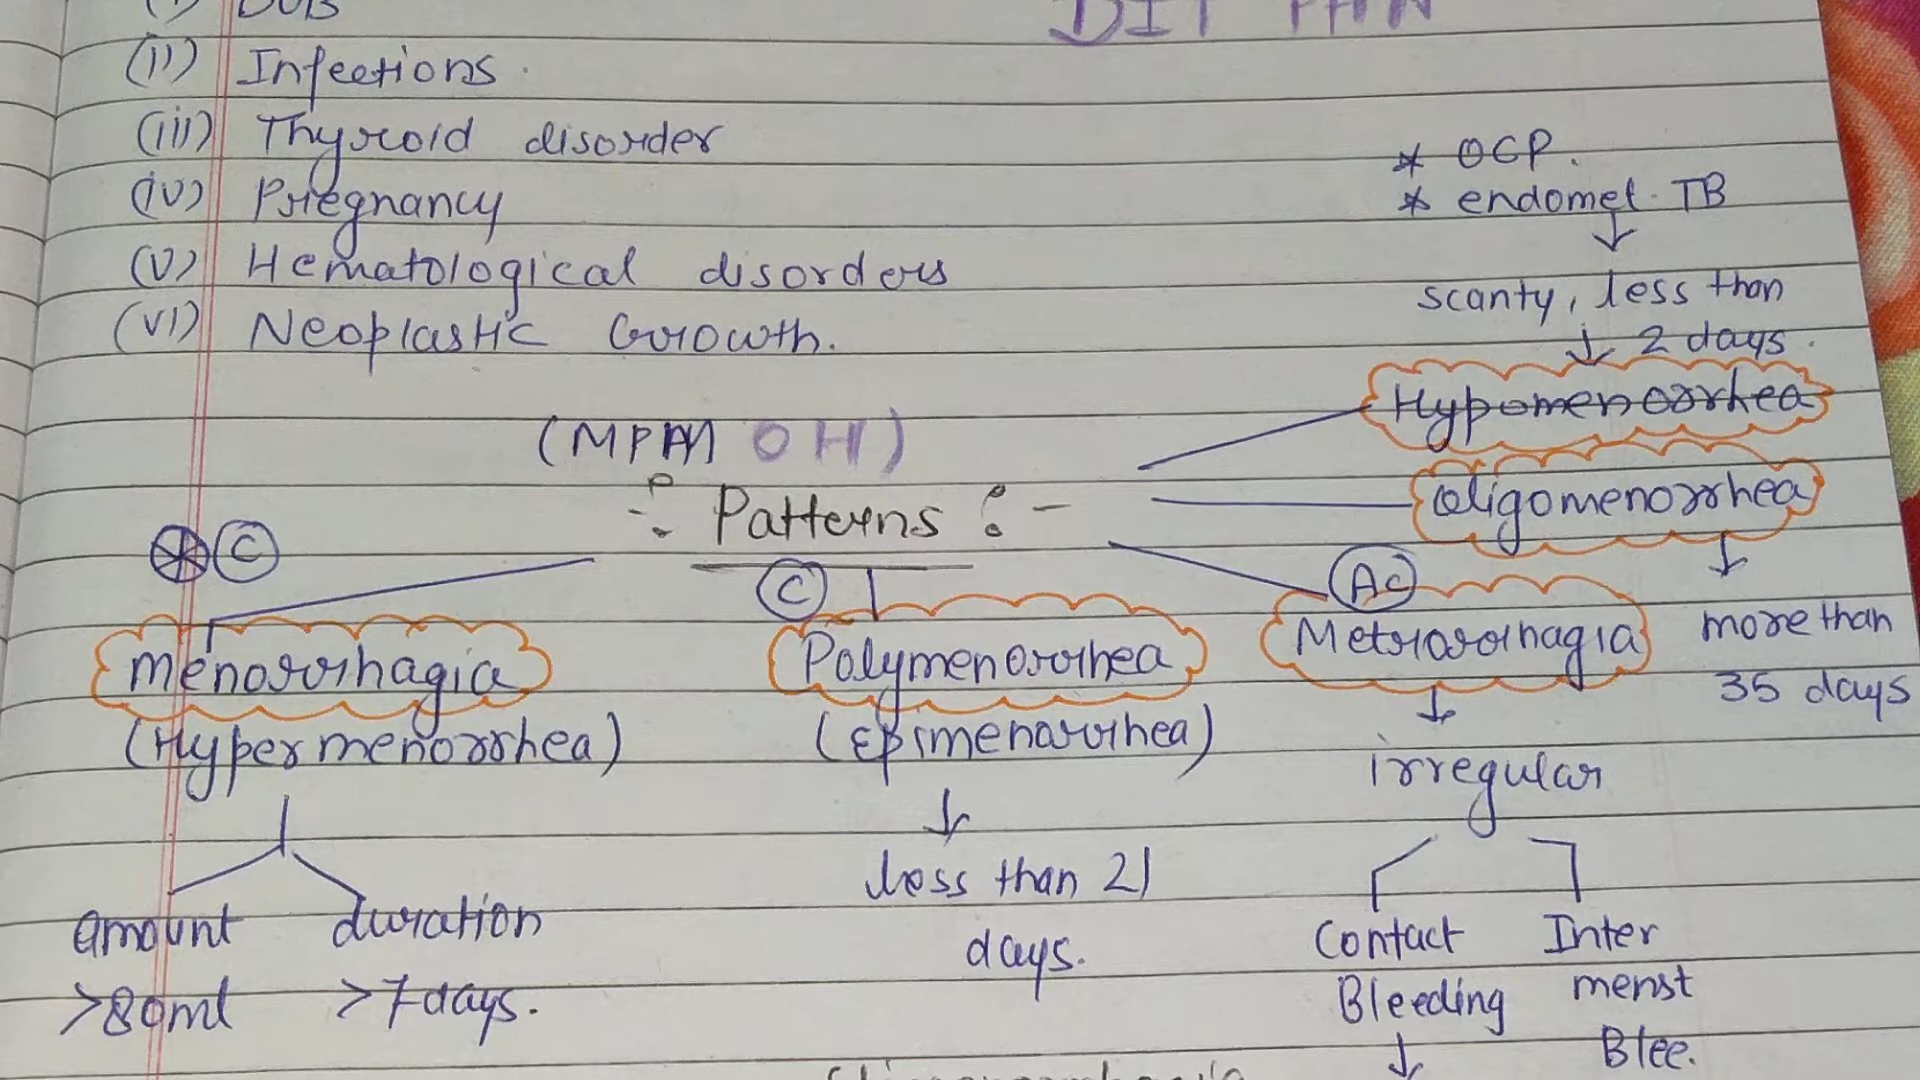 (i) DUB
(ii) Infections.
(iii) Thyroid disorder
(iv) Pregnancy
(v) Hematological disorders
(vi) Neoplastic Growth.
* OCP.
* endomet. TB
↓
scanty, less than
↓ 2 days.
Hypomenorrhea
(MPM OH)
:- Patterns :-
Oligomenorrhea
↓
more than
35 days
C
Menorrhagia
(Hypermenorrhea)
amount duration
>80ml >7days.
C
Polymenorrhea
(Epimenorrhea)
↓
less than 21
days.
Ac
Metrorrhagia
↓
irregular
Contact Inter
Bleeding menst
↓ Blee.